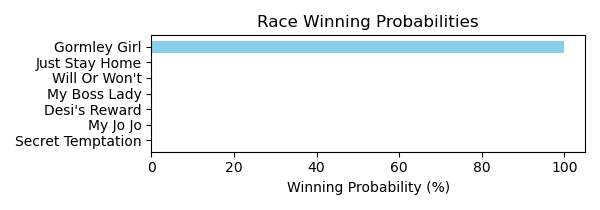 Race Winning Probabilities
Gormley Girl
Just Stay Home
Will Or Won't
My Boss Lady
Desi's Reward
My Jo Jo
Secret Temptation
0 20 40 60 80 100
Winning Probability (%)